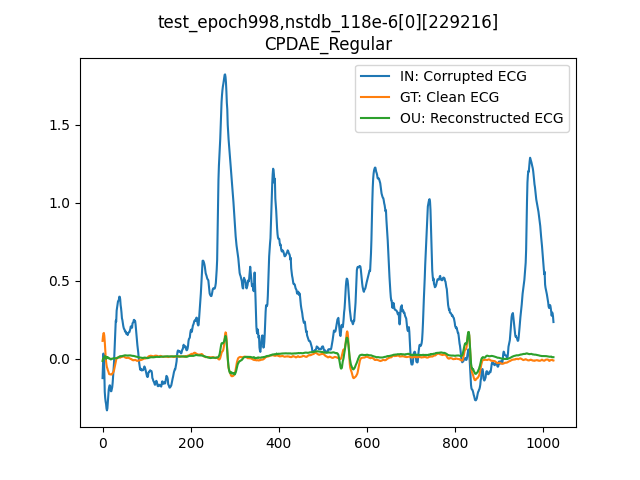 test_epoch998,nstdb_118e-6[0][229216]
CPDAE_Regular
IN: Corrupted ECG
GT: Clean ECG
OU: Reconstructed ECG
1.5
1.0
0.5
0.0
0 200 400 600 800 1000